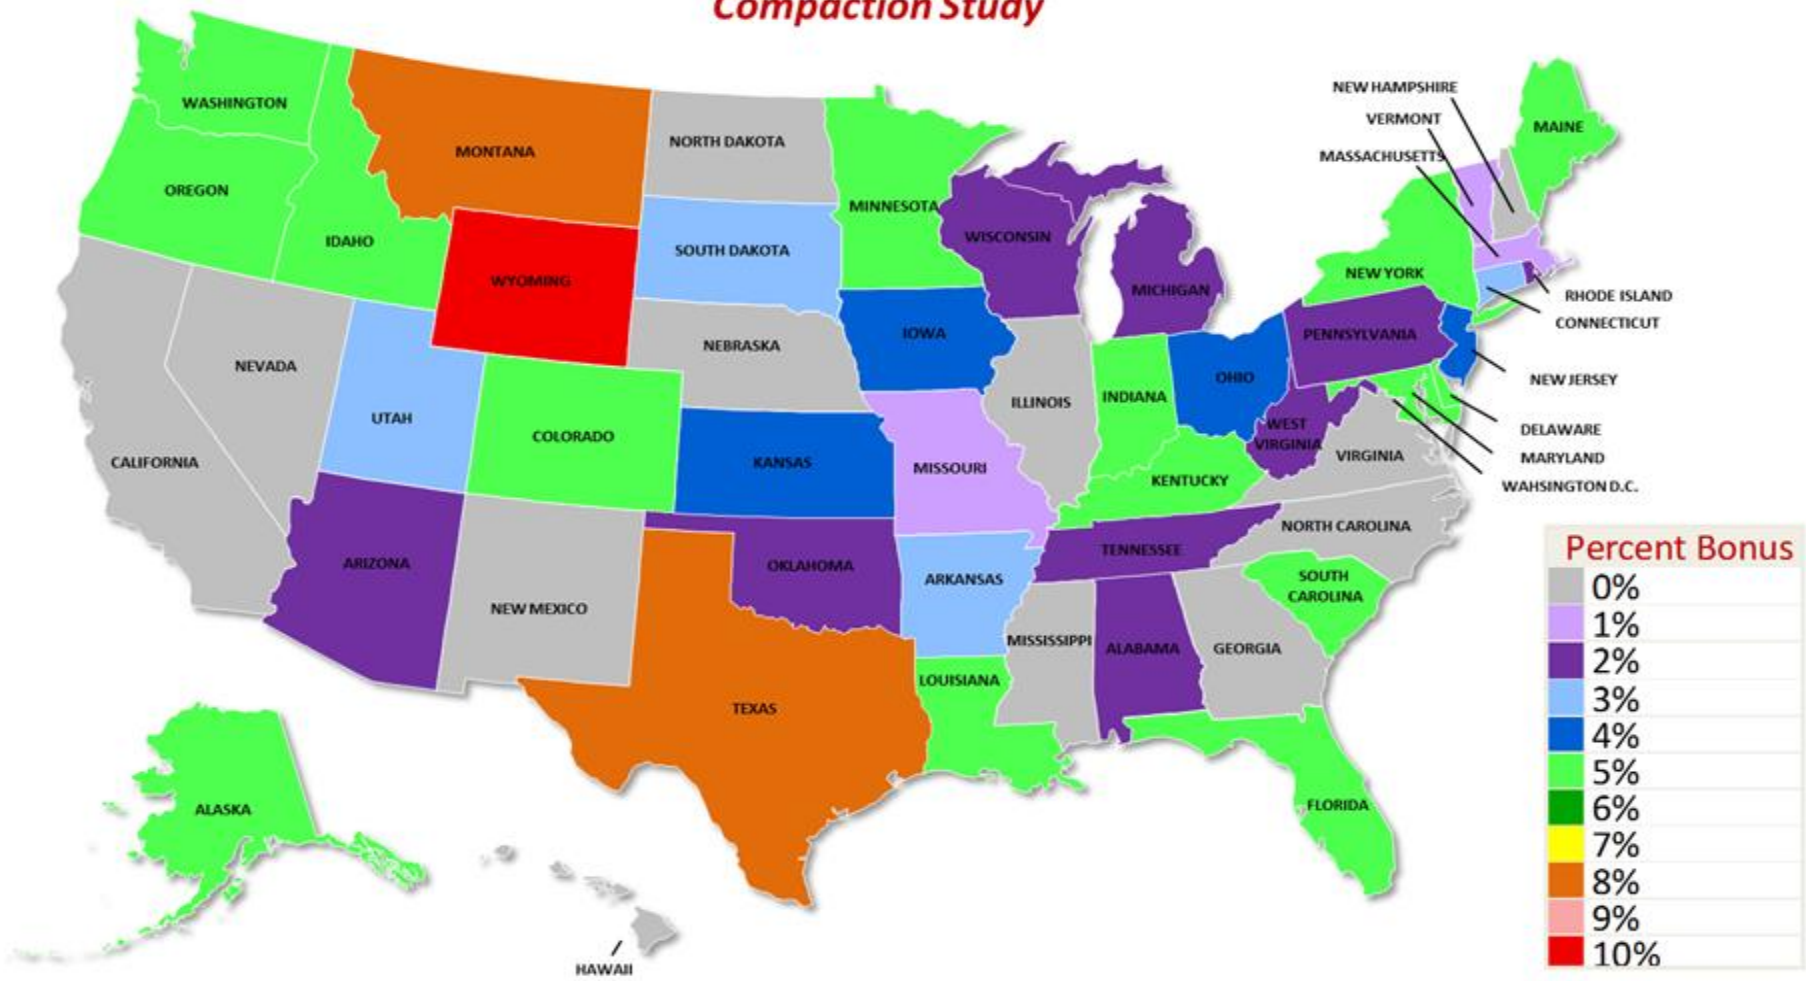 Compaction Study
WASHINGTON
OREGON
IDAHO
MONTANA
WYOMING
NORTH DAKOTA
SOUTH DAKOTA
NEBRASKA
MINNESOTA
WISCONSIN
MICHIGAN
IOWA
ILLINOIS
INDIANA
OHIO
PENNSYLVANIA
NEW YORK
NEW HAMPSHIRE
VERMONT
MASSACHUSETTS
MAINE
RHODE ISLAND
CONNECTICUT
NEW JERSEY
DELAWARE
MARYLAND
WAHSINGTON D.C.
CALIFORNIA
NEVADA
UTAH
COLORADO
KANSAS
MISSOURI
KENTUCKY
WEST
VIRGINIA
VIRGINIA
ARIZONA
NEW MEXICO
OKLAHOMA
ARKANSAS
TENNESSEE
NORTH CAROLINA
SOUTH
CAROLINA
TEXAS
LOUISIANA
MISSISSIPPI
ALABAMA
GEORGIA
FLORIDA
ALASKA
HAWAII
Percent Bonus
0%
1%
2%
3%
4%
5%
6%
7%
8%
9%
10%